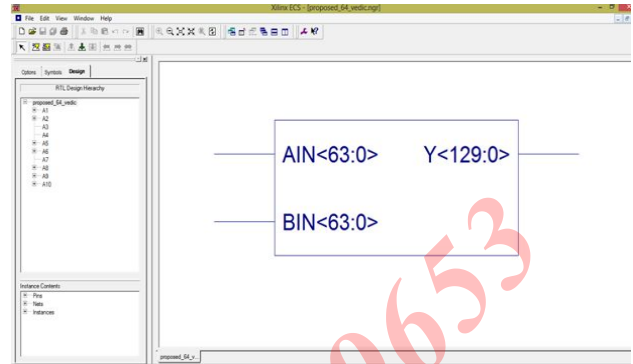 Xilinx ECS - [proposed_64_vedic.ngr]
File Edit View Window Help
Options Symbols Design
RTL Design Hierarchy
proposed_64_vedic
A1
A2
A3
A4
A5
A6
A7
A8
A9
A10
AIN<63:0> Y<129:0>
BIN<63:0>
Instance Contents
Pins
Nets
Instances
proposed_64_v...
9653